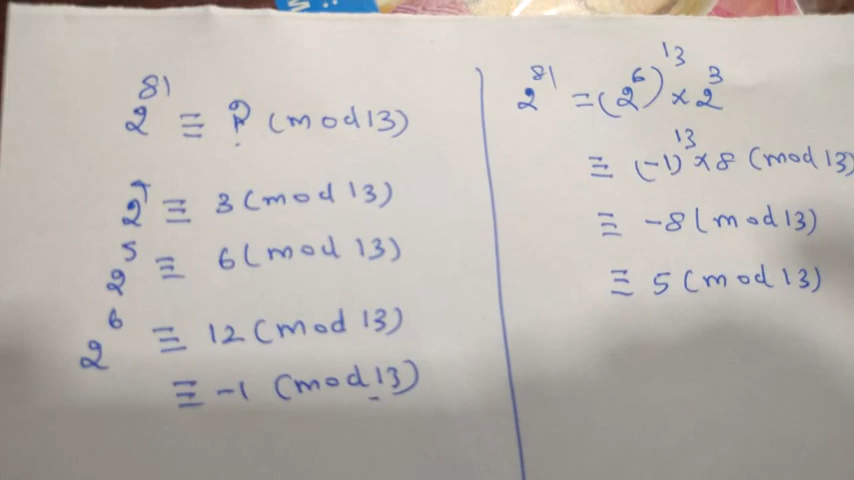 2^81 ≡ ? (mod 13)
2^4 ≡ 3 (mod 13)
2^5 ≡ 6 (mod 13)
2^6 ≡ 12 (mod 13)
≡ -1 (mod 13)
2^81 = (2^6)^13 × 2^3
≡ (-1)^13 × 8 (mod 13)
≡ -8 (mod 13)
≡ 5 (mod 13)